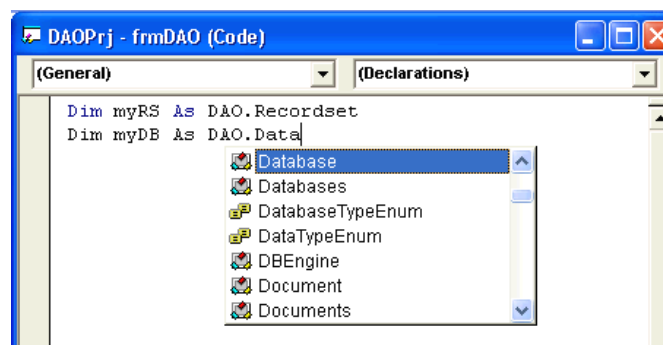 DAOPrj - frmDAO (Code)
(General) (Declarations)
Dim myRS As DAO.Recordset
Dim myDB As DAO.Data
Database
Databases
DatabaseTypeEnum
DataTypeEnum
DBEngine
Document
Documents